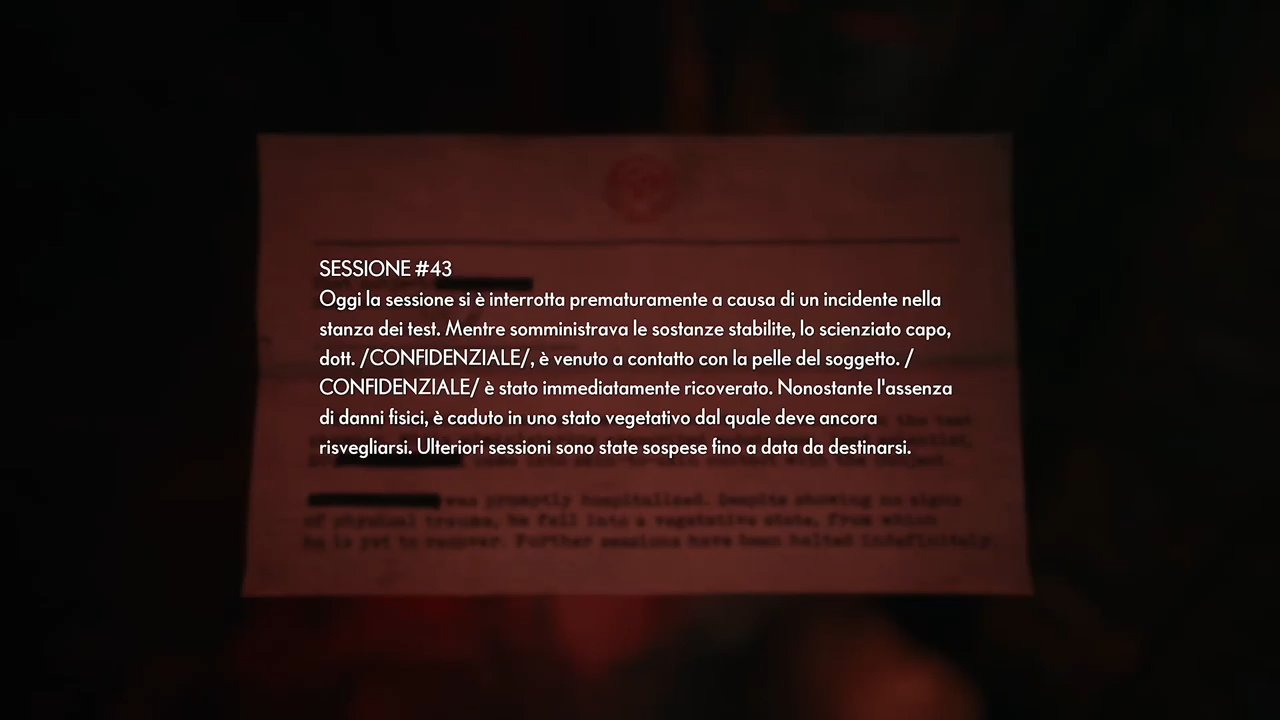 SESSIONE #43
Oggi la sessione si è interrotta prematuramente a causa di un incidente nella
stanza dei test. Mentre somministrava le sostanze stabilite, lo scienziato capo,
dott. /CONFIDENZIALE/, è venuto a contatto con la pelle del soggetto. /
CONFIDENZIALE/ è stato immediatamente ricoverato. Nonostante l'assenza
di danni fisici, è caduto in uno stato vegetativo dal quale deve ancora
risvegliarsi. Ulteriori sessioni sono state sospese fino a data da destinarsi.
was promptly hospitalized. Despite showing no signs
of physical trauma, he fell into a vegetative state, from which
he is yet to recover. Further sessions have been halted indefinitely.